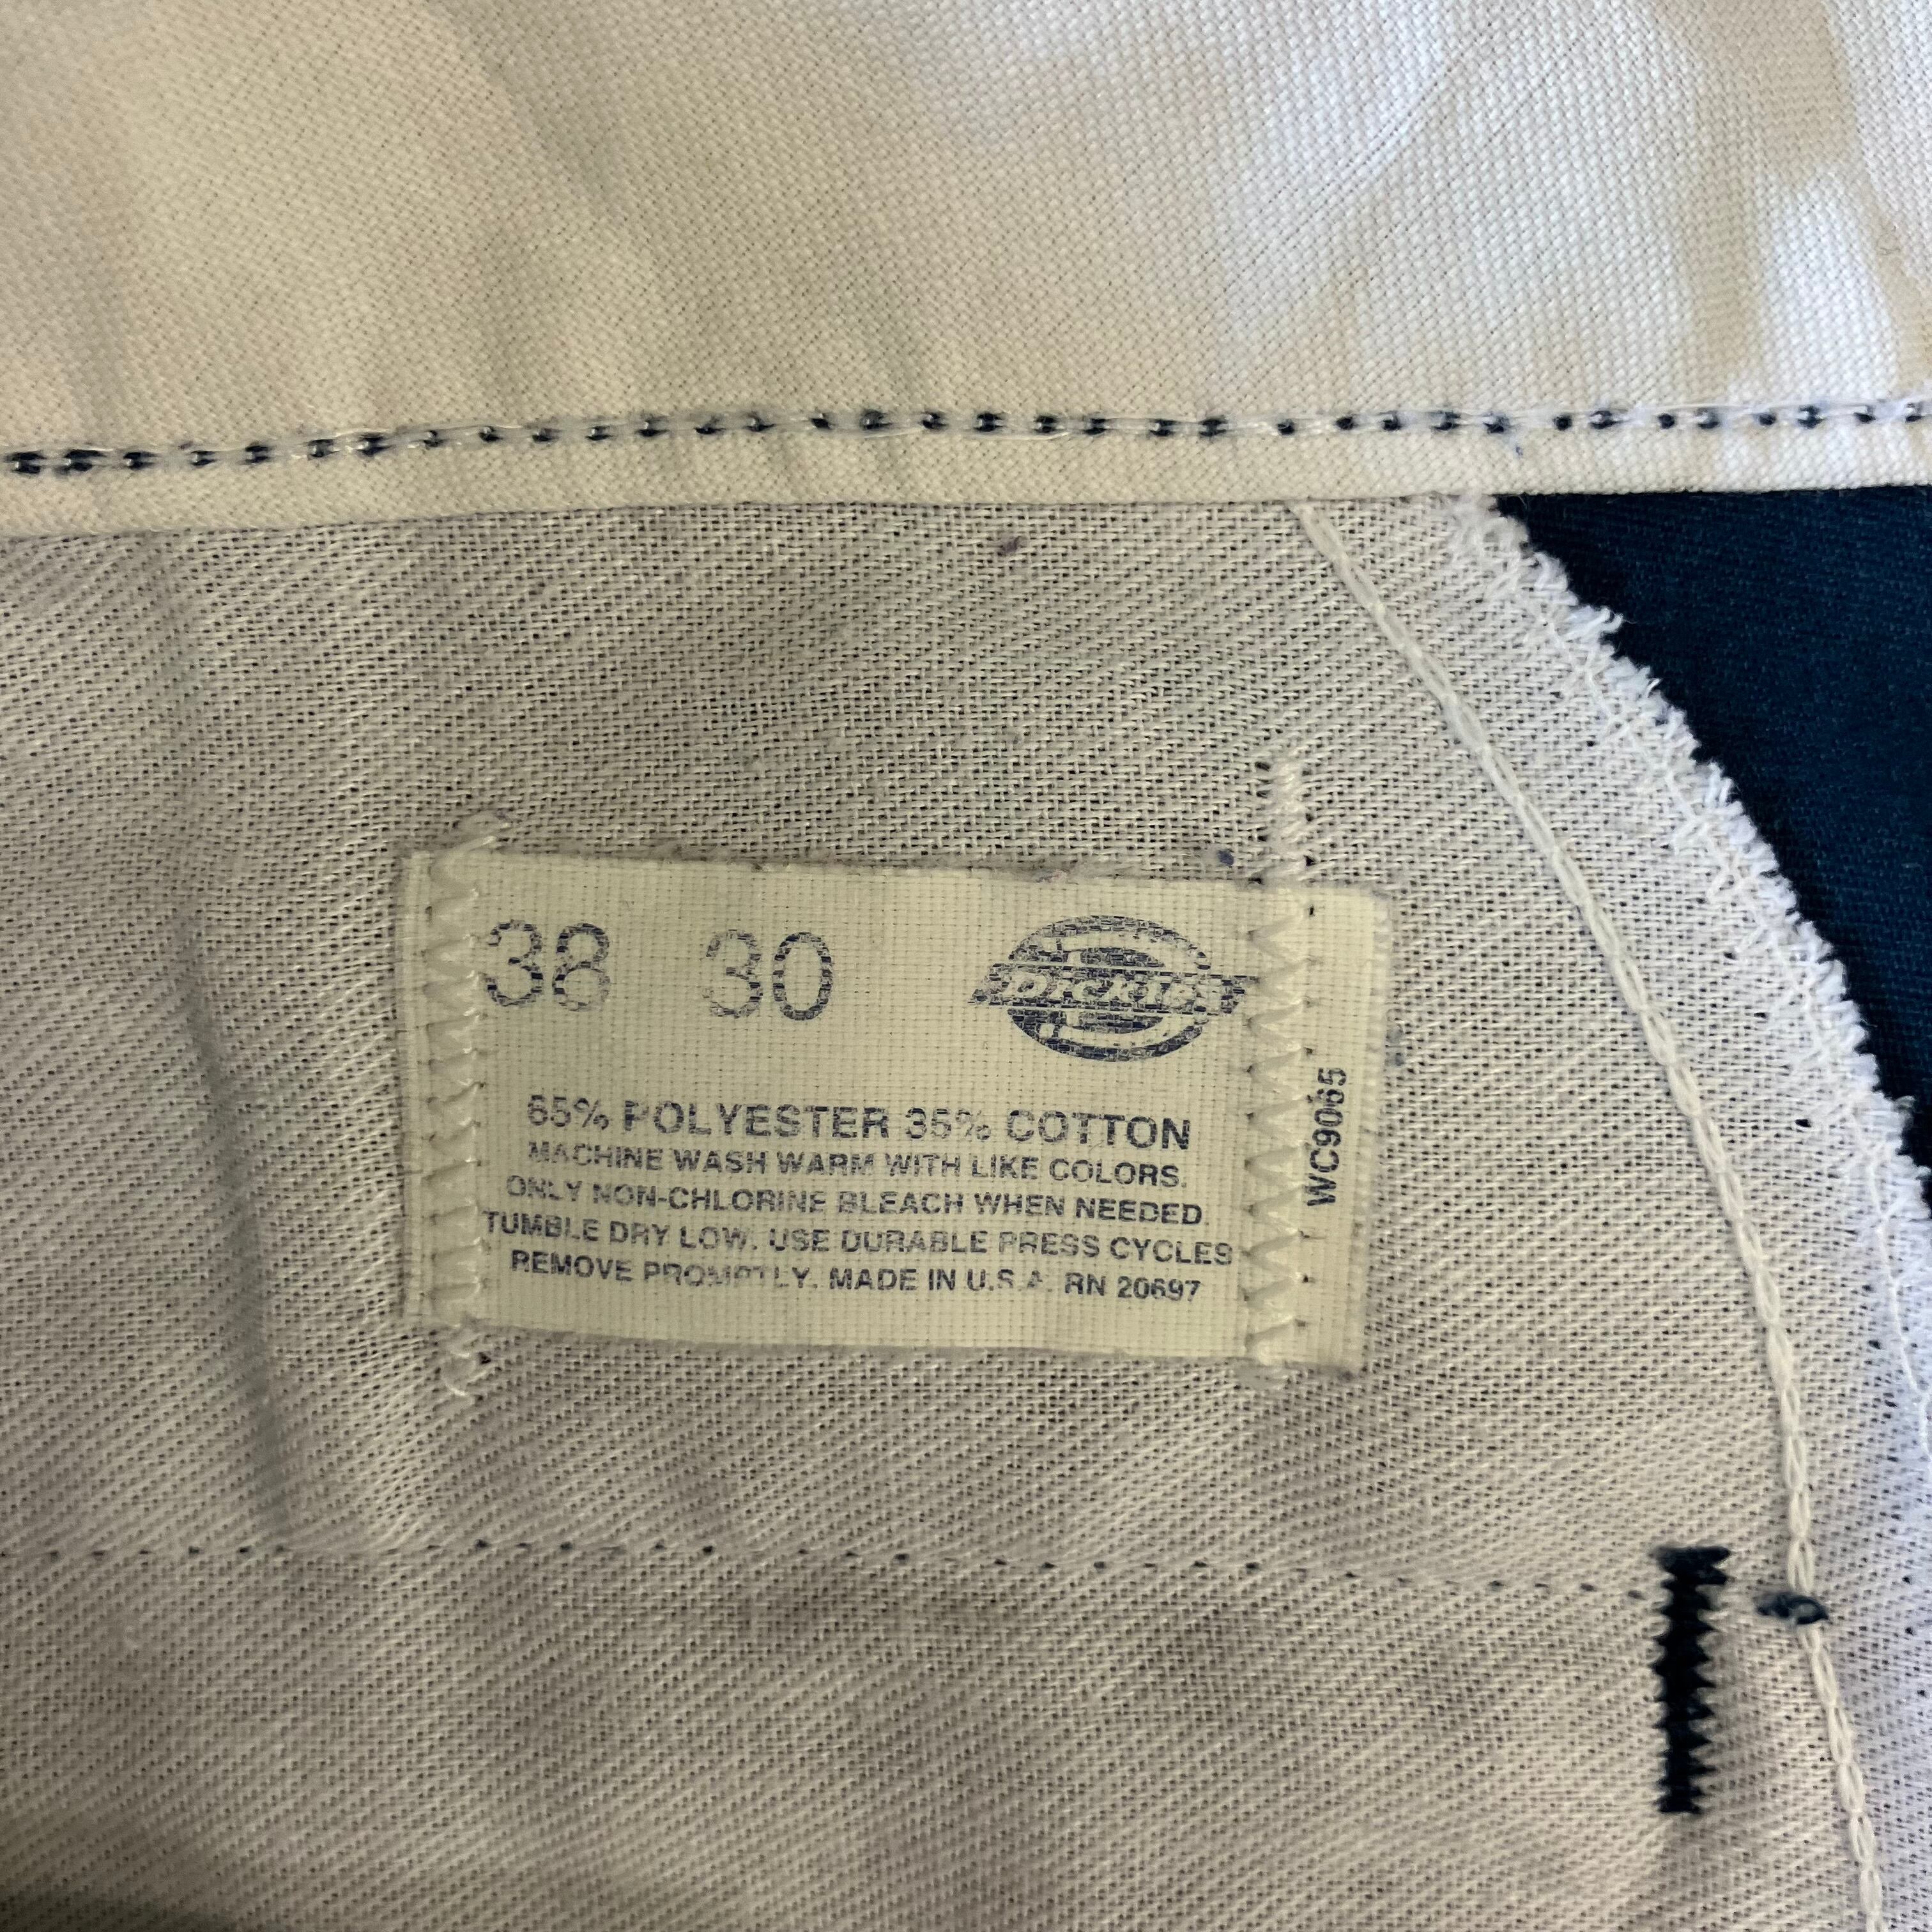 38 30 Dickies
65% POLYESTER 35% COTTON
MACHINE WASH WARM WITH LIKE COLORS.
ONLY NON-CHLORINE BLEACH WHEN NEEDED
TUMBLE DRY LOW. USE DURABLE PRESS CYCLES
REMOVE PROMPTLY. MADE IN U.S.A. RN 20697
WC9065